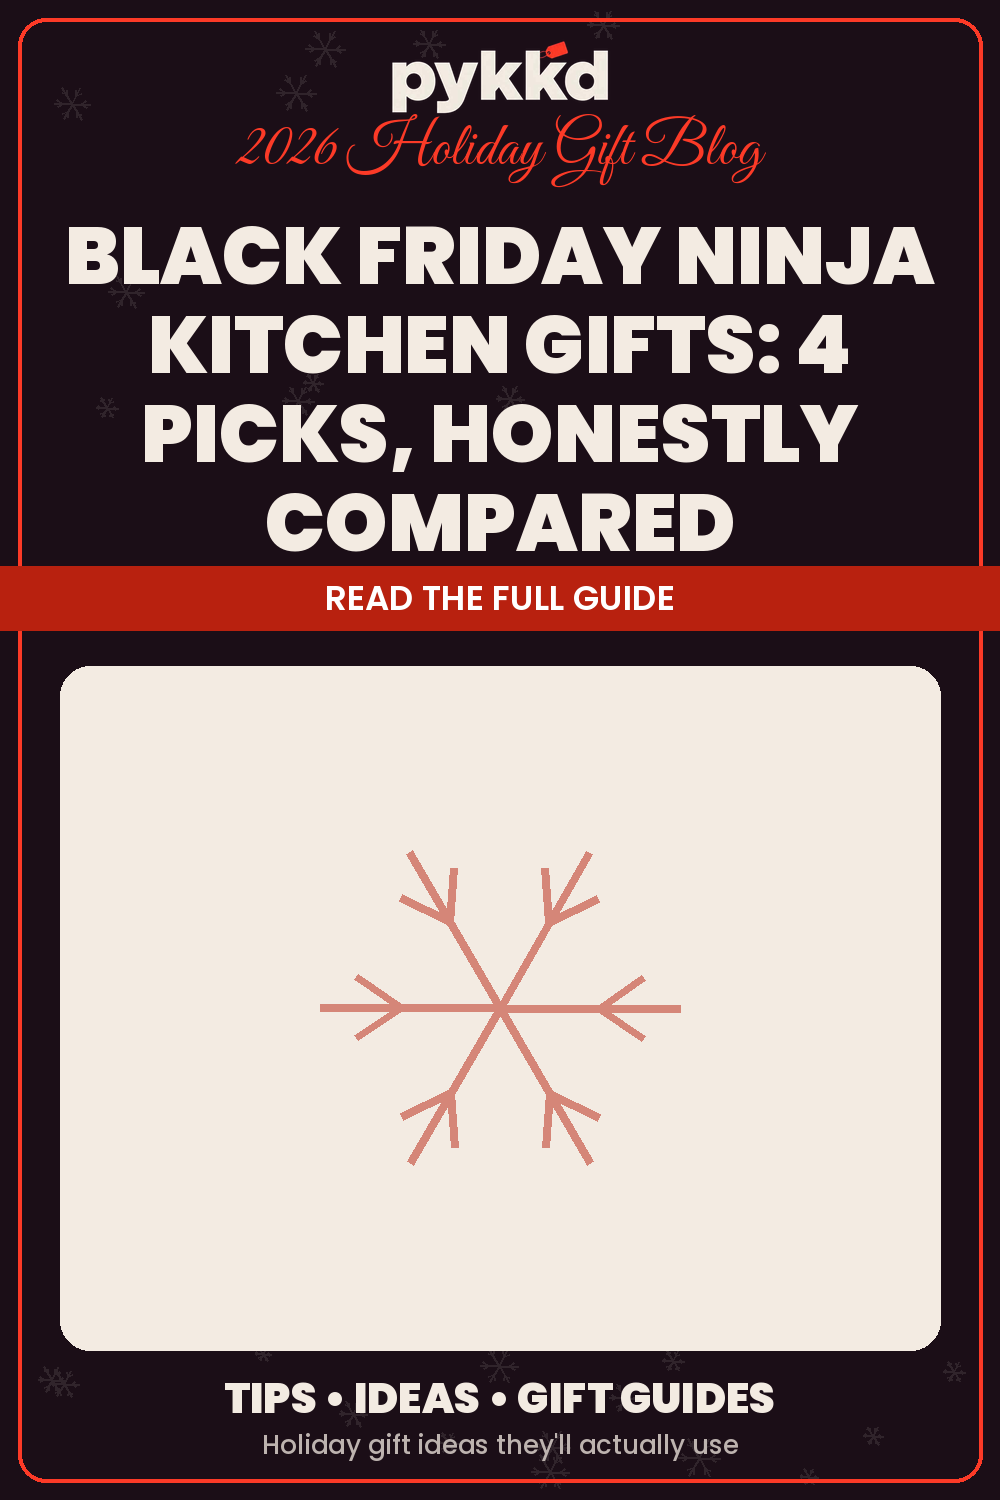 pykkd
2026 Holiday Gift Blog
BLACK FRIDAY NINJA
KITCHEN GIFTS: 4
PICKS, HONESTLY
COMPARED
READ THE FULL GUIDE
TIPS • IDEAS • GIFT GUIDES
Holiday gift ideas they'll actually use